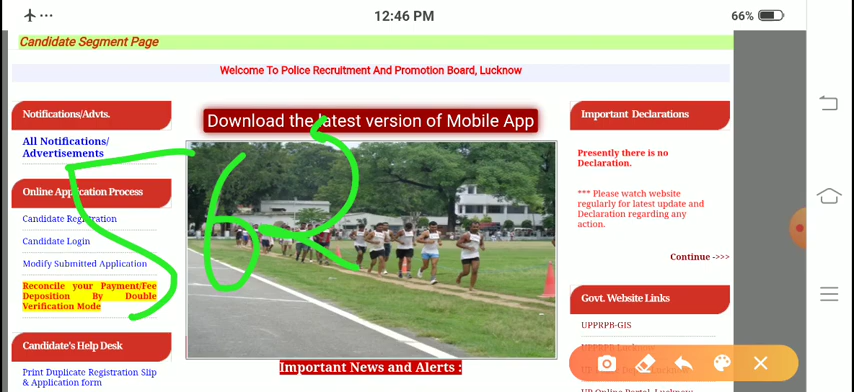 12:46 PM
66%
Candidate Segment Page
Welcome To Police Recruitment And Promotion Board, Lucknow
Notifications/Advts.
All Notifications/
Advertisements
Online Application Process
Candidate Registration
Candidate Login
Modify Submitted Application
Reconcile your Payment/Fee
Deposition By Double
Verification Mode
Candidate's Help Desk
Print Duplicate Registration Slip
& Application form
Download the latest version of Mobile App
Important News and Alerts :
Important Declarations
Presently there is no
Declaration.
*** Please watch website
regularly for latest update and
Declaration regarding any
action.
Continue ->>>
Govt. Website Links
UPPRPB-GIS